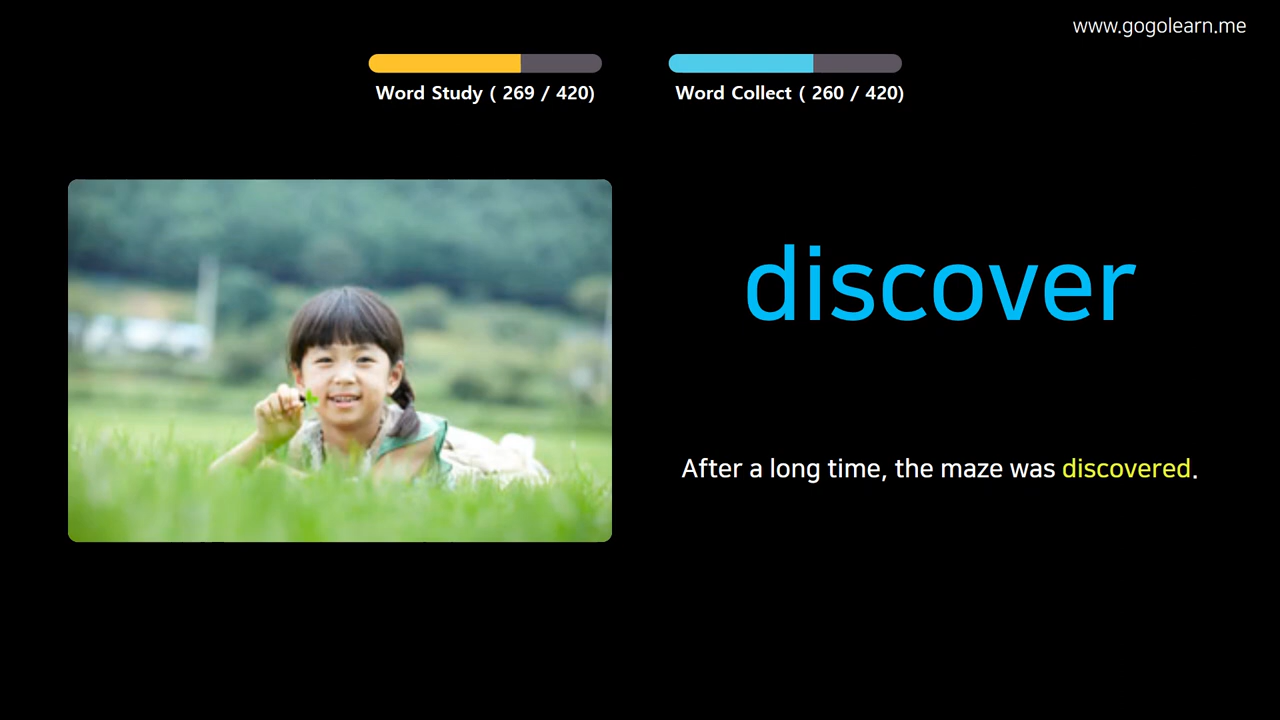 www.gogolearn.me
Word Study ( 269 / 420)
Word Collect ( 260 / 420)
discover
After a long time, the maze was discovered.